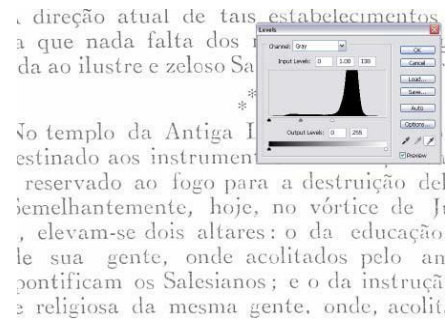 direção atual de tais estabelecimentos
a que nada falta dos
da ao ilustre e zeloso Sa
*
No templo da Antiga
estinado aos instrumen
reservado ao fogo para a destruição del
Semelhantemente, hoje, no vórtice de J
, elevam-se dois altares: o da educação
de sua gente, onde acolitados pelo an
pontificam os Salesianos; e o da instruçã
e religiosa da mesma gente, onde, acolit
Levels
Channel: Gray
Input Levels: 0 1.00 136
Output Levels: 0 255
OK
Cancel
Load...
Save...
Auto
Options...
Preview